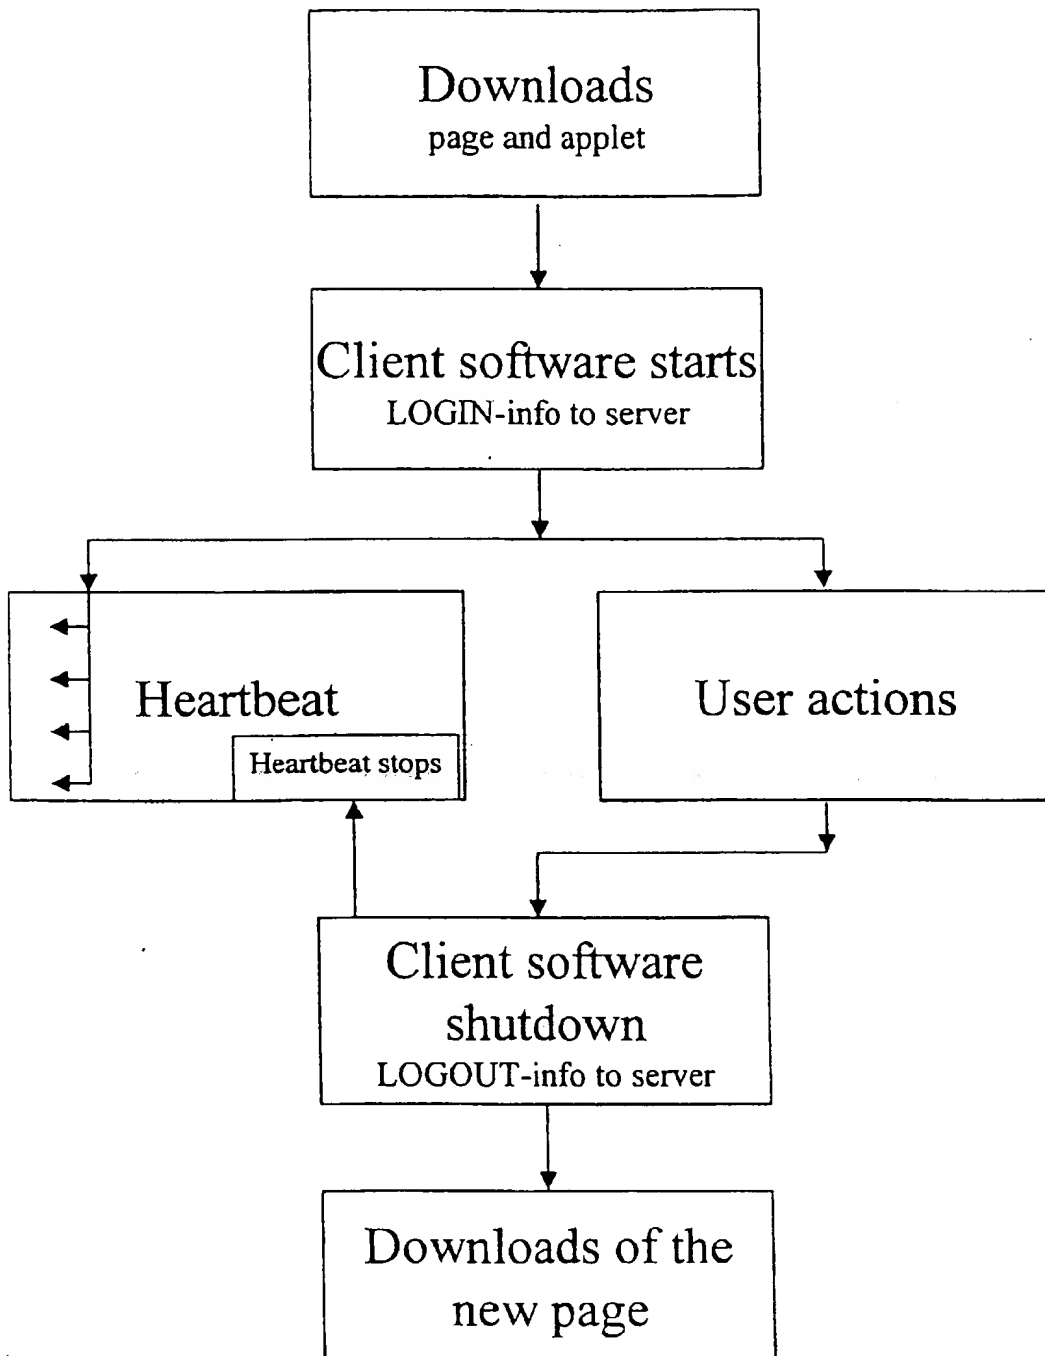 Downloads
page and applet
Client software starts
LOGIN-info to server
Heartbeat
Heartbeat stops
User actions
Client software
shutdown
LOGOUT-info to server
Downloads of the
new page